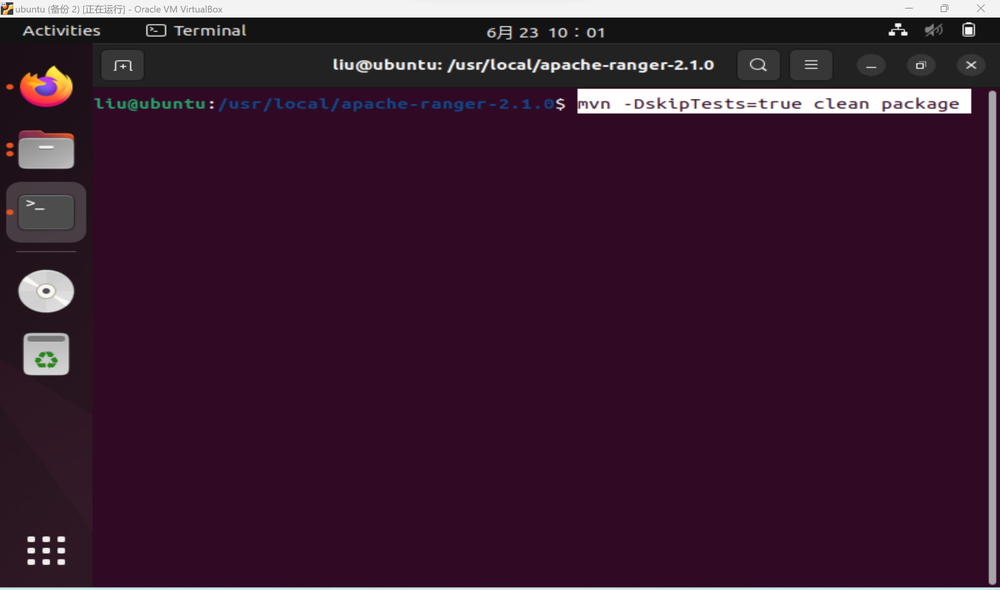 ubuntu (备份 2) [正在运行] - Oracle VM VirtualBox
Activities Terminal 6月 23 10：01
liu@ubuntu: /usr/local/apache-ranger-2.1.0
liu@ubuntu:/usr/local/apache-ranger-2.1.0$ mvn -DskipTests=true clean package